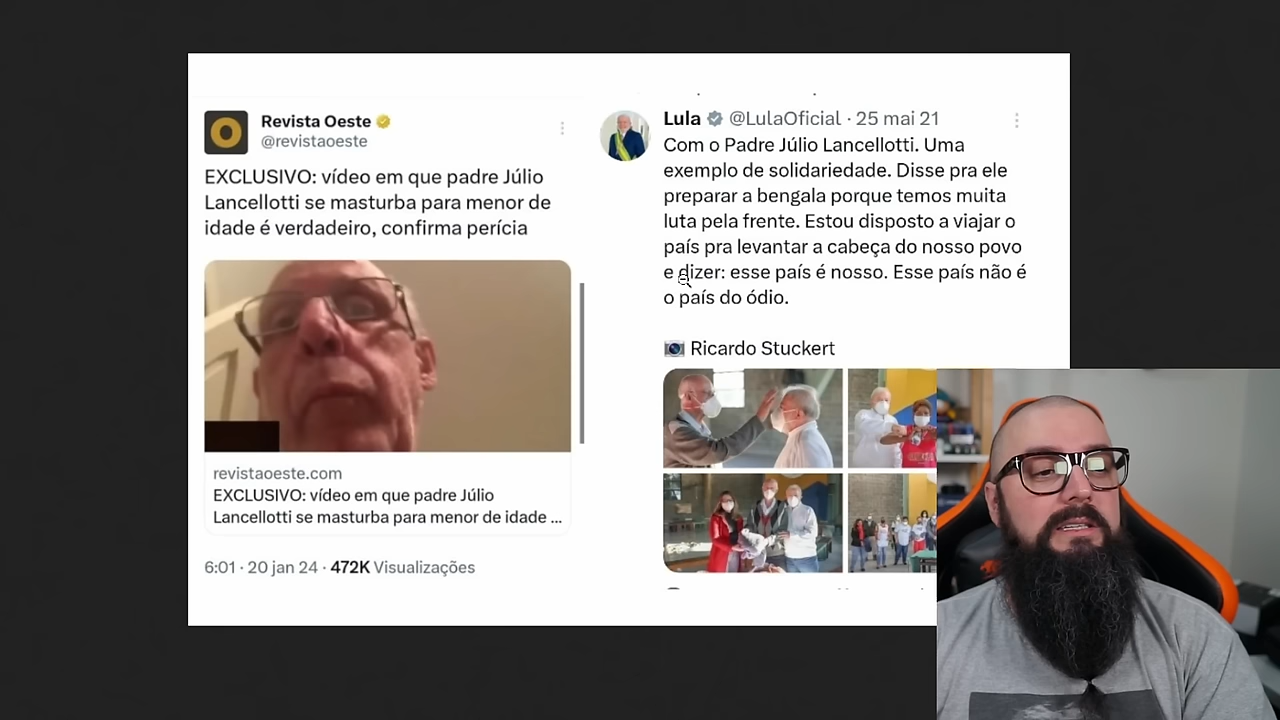 Revista Oeste
@revistaoeste
EXCLUSIVO: vídeo em que padre Júlio
Lancellotti se masturba para menor de
idade é verdadeiro, confirma perícia
revistaoeste.com
EXCLUSIVO: vídeo em que padre Júlio
Lancellotti se masturba para menor de idade ...
6:01 · 20 jan 24 · 472K Visualizações
Lula @LulaOficial · 25 mai 21
Com o Padre Júlio Lancellotti. Uma
exemplo de solidariedade. Disse pra ele
preparar a bengala porque temos muita
luta pela frente. Estou disposto a viajar o
país pra levantar a cabeça do nosso povo
e dizer: esse país é nosso. Esse país não é
o país do ódio.
📷 Ricardo Stuckert